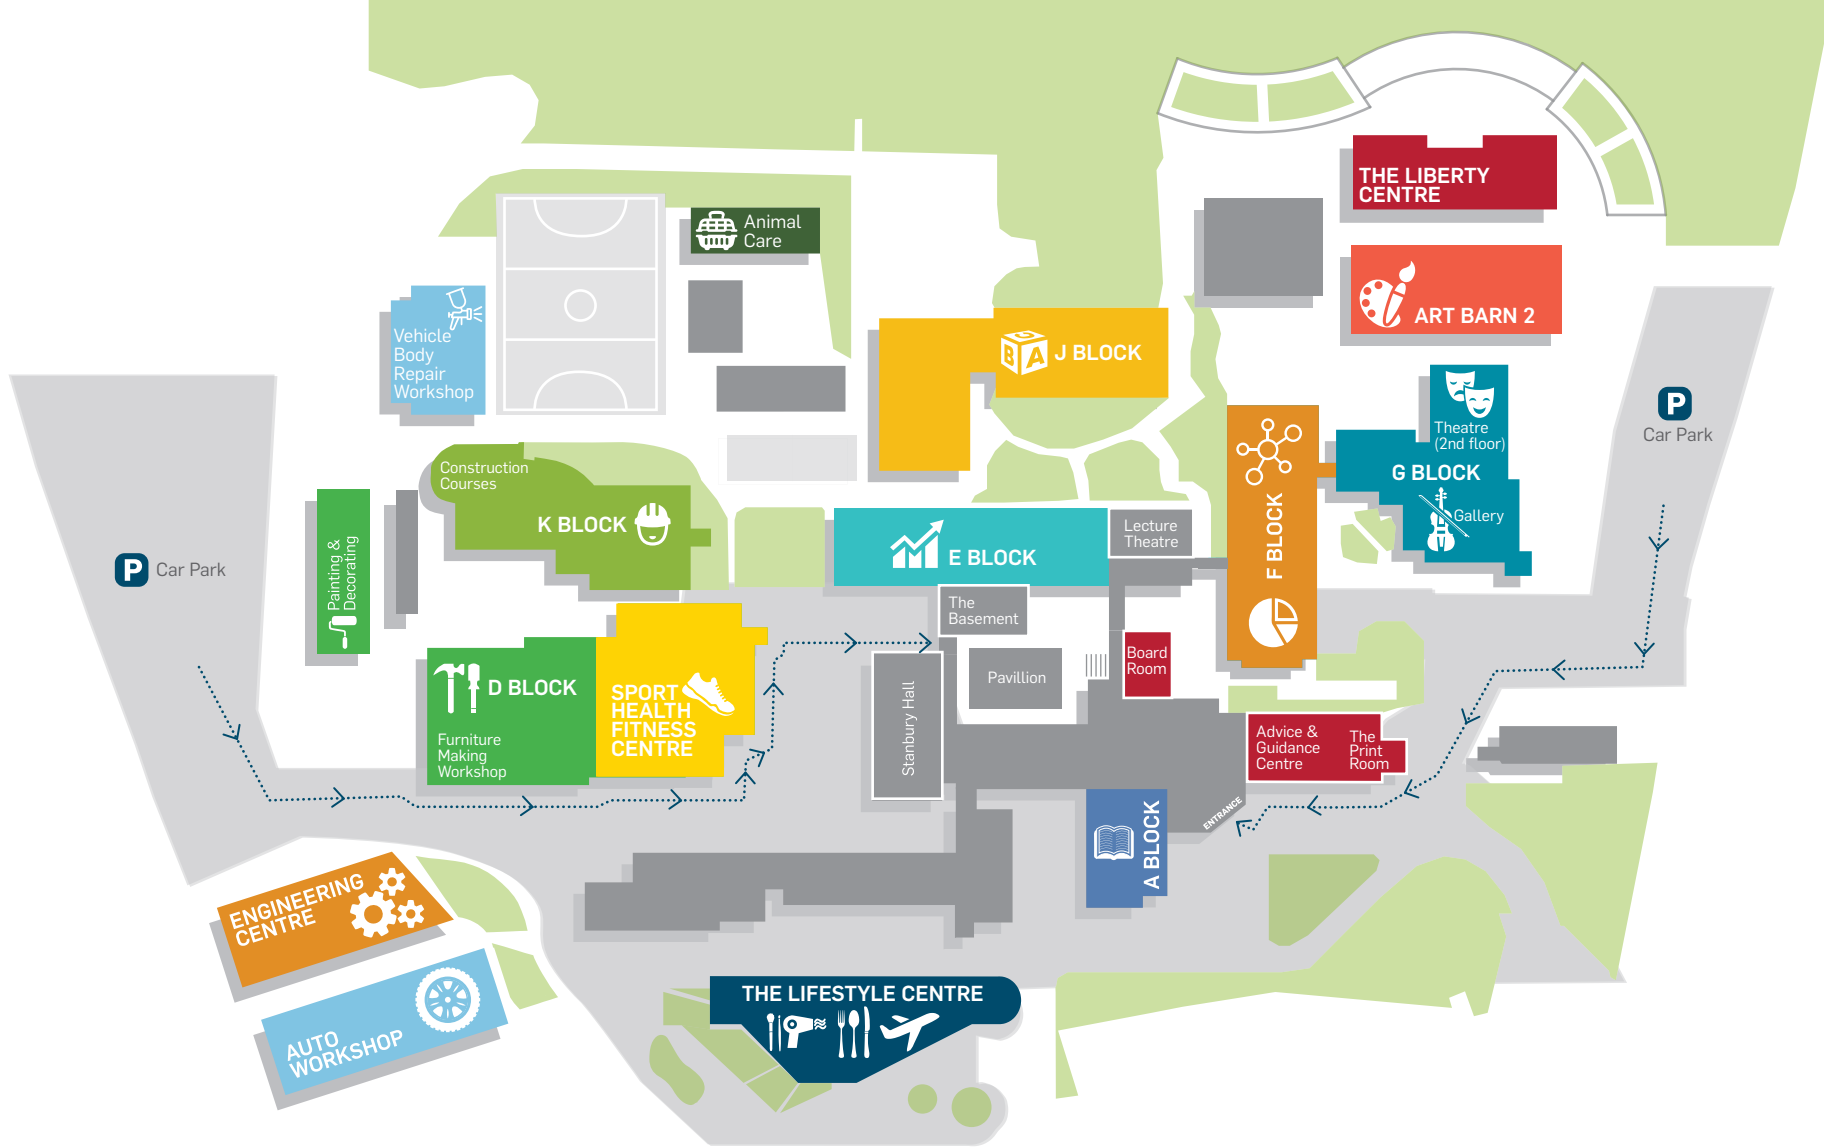 THE LIBERTY
CENTRE
Animal
Care
ART BARN 2
Vehicle
Body
Repair
Workshop
J BLOCK
P
Car Park
Theatre
(2nd floor)
G BLOCK
Gallery
Construction
Courses
K BLOCK
F BLOCK
Lecture
Theatre
E BLOCK
P Car Park
Painting &
Decorating
The
Basement
Board
Room
Pavillion
D BLOCK
SPORT
HEALTH
FITNESS
CENTRE
Furniture
Making
Workshop
Stanbury Hall
Advice &
Guidance
Centre
The
Print
Room
ENTRANCE
A BLOCK
ENGINEERING
CENTRE
THE LIFESTYLE CENTRE
AUTO
WORKSHOP
B
A
C